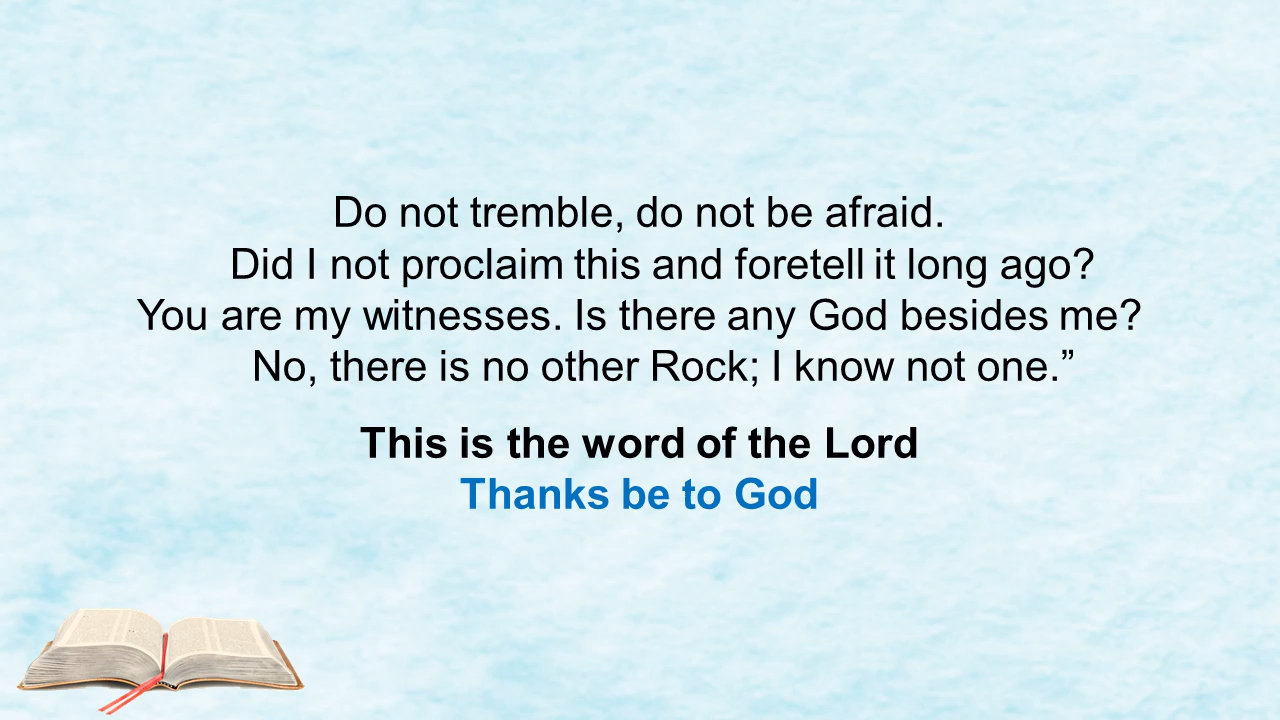 Do not tremble, do not be afraid.
Did I not proclaim this and foretell it long ago?
You are my witnesses. Is there any God besides me?
No, there is no other Rock; I know not one.”
This is the word of the Lord
Thanks be to God